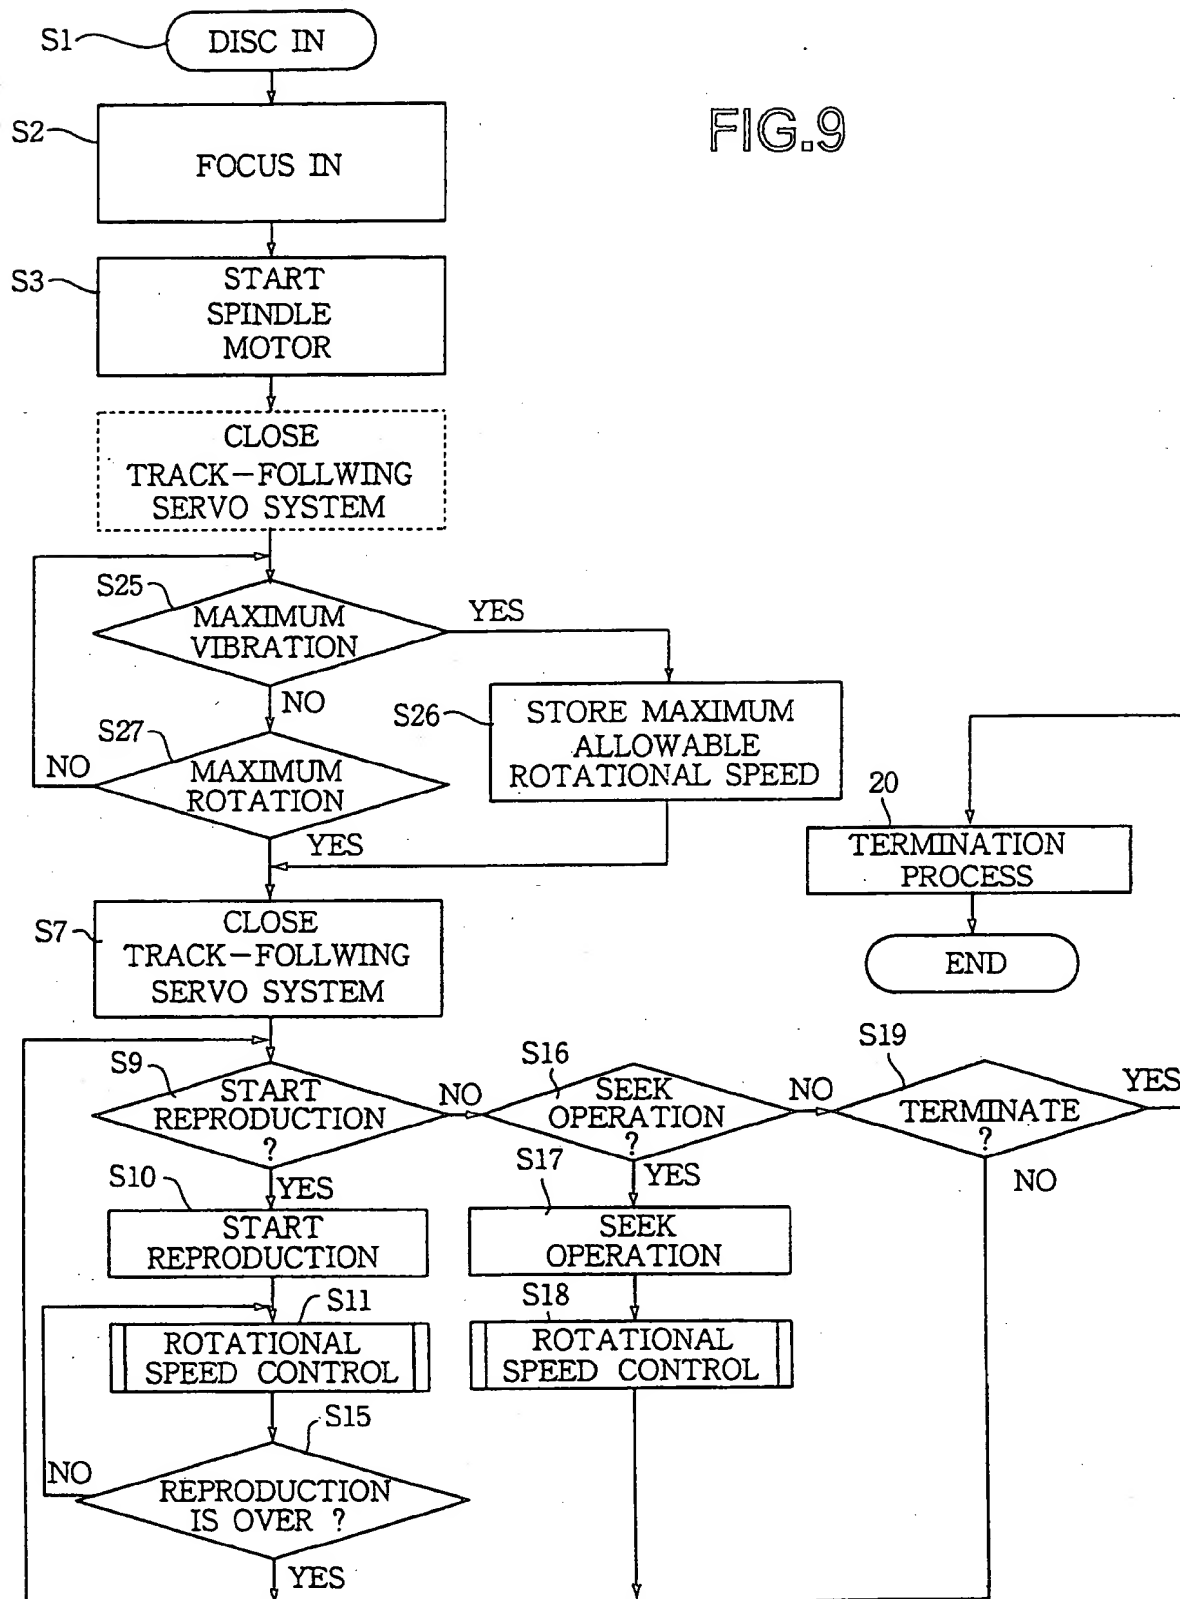 S1
DISC IN
FIG.9
S2
FOCUS IN
S3
START
SPINDLE
MOTOR
CLOSE
TRACK-FOLLWING
SERVO SYSTEM
S25
MAXIMUM
VIBRATION
YES
NO
S26
STORE MAXIMUM
ALLOWABLE
ROTATIONAL SPEED
S27
NO
MAXIMUM
ROTATION
YES
20
TERMINATION
PROCESS
END
S7
CLOSE
TRACK-FOLLWING
SERVO SYSTEM
S9
START
REPRODUCTION
?
NO
YES
S16
SEEK
OPERATION
?
NO
YES
S19
TERMINATE
?
YES
NO
S10
START
REPRODUCTION
S17
SEEK
OPERATION
S11
ROTATIONAL
SPEED CONTROL
S18
ROTATIONAL
SPEED CONTROL
S15
NO
REPRODUCTION
IS OVER ?
YES